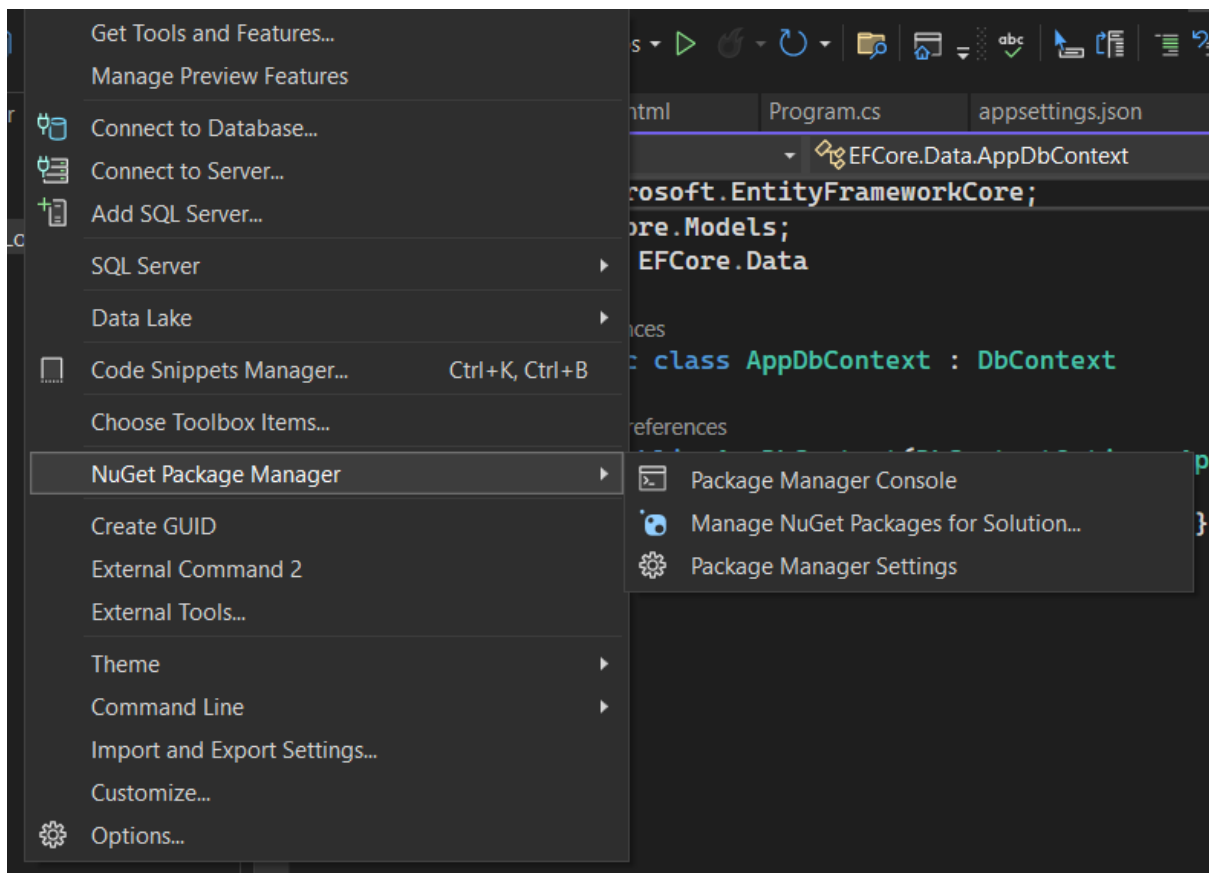 Get Tools and Features...
Manage Preview Features
Connect to Database...
Connect to Server...
Add SQL Server...
SQL Server
Data Lake
Code Snippets Manager... Ctrl+K, Ctrl+B
Choose Toolbox Items...
NuGet Package Manager
Create GUID
External Command 2
External Tools...
Theme
Command Line
Import and Export Settings...
Customize...
Options...
Package Manager Console
Manage NuGet Packages for Solution...
Package Manager Settings
abc
Program.cs appsettings.json
EFCore.Data.AppDbContext
rosoft.EntityFrameworkCore;
ore.Models;
EFCore.Data
class AppDbContext : DbContext
references
}